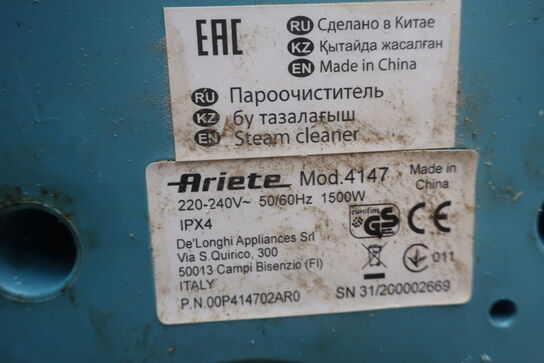 EAC
RU Сделано в Китае
KZ Қытайда жасалған
EN Made in China
RU Пароочиститель
KZ бу тазалағыш
EN Steam cleaner
Ariete Mod.4147 Made in China
220-240V~ 50/60Hz 1500W
IPX4
eurofins GS CE
De'Longhi Appliances Srl
Via S.Quirico, 300
50013 Campi Bisenzio (FI)
ITALY
011
P.N.00P414702AR0 SN 31/200002669